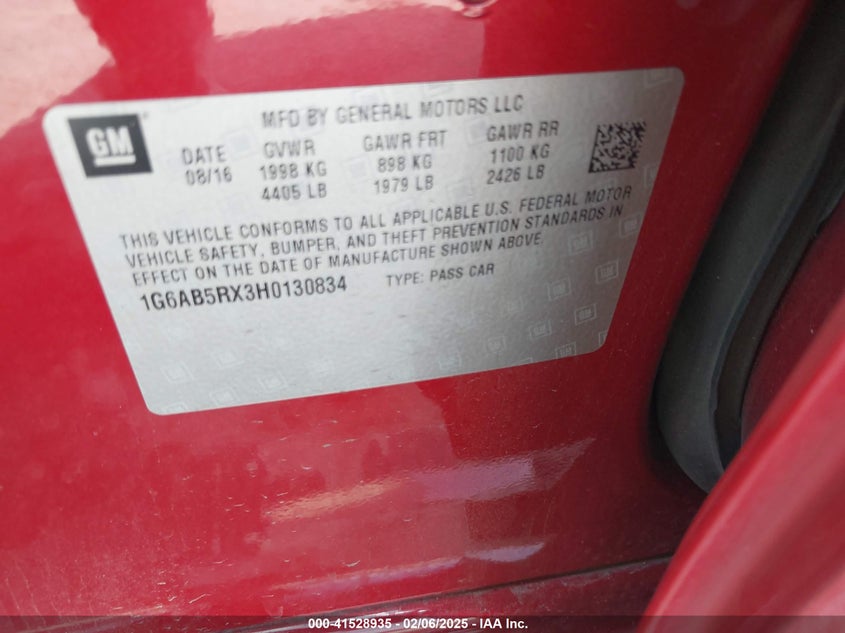 GM
MFD BY GENERAL MOTORS LLC
DATE GVWR GAWR FRT GAWR RR
08/16 1998 KG 898 KG 1100 KG
4405 LB 1979 LB 2426 LB
THIS VEHICLE CONFORMS TO ALL APPLICABLE U.S. FEDERAL MOTOR
VEHICLE SAFETY, BUMPER, AND THEFT PREVENTION STANDARDS IN
EFFECT ON THE DATE OF MANUFACTURE SHOWN ABOVE.
1G6AB5RX3H0130834 TYPE: PASS CAR
000-41528935 - 02/06/2025 - IAA Inc.